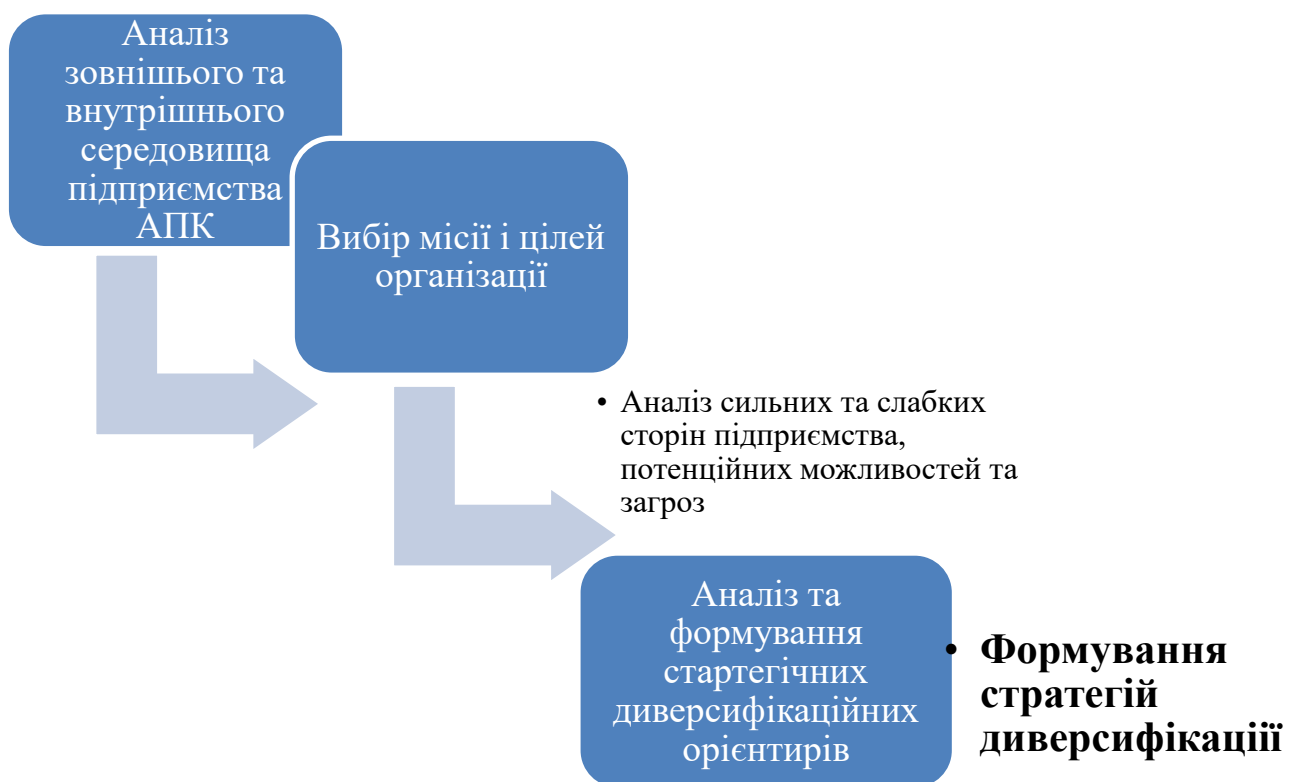 Аналіз
зовнішього та
внутрішнього
середовища
підприємства
АПК
Вибір місії і цілей
організації
• Аналіз сильних та слабких
сторін підприємства,
потенційних можливостей та
загроз
Аналіз та
формування
стартегічних
диверсифікаційних
орієнтирів
• Формування
стратегій
диверсифікаціїї